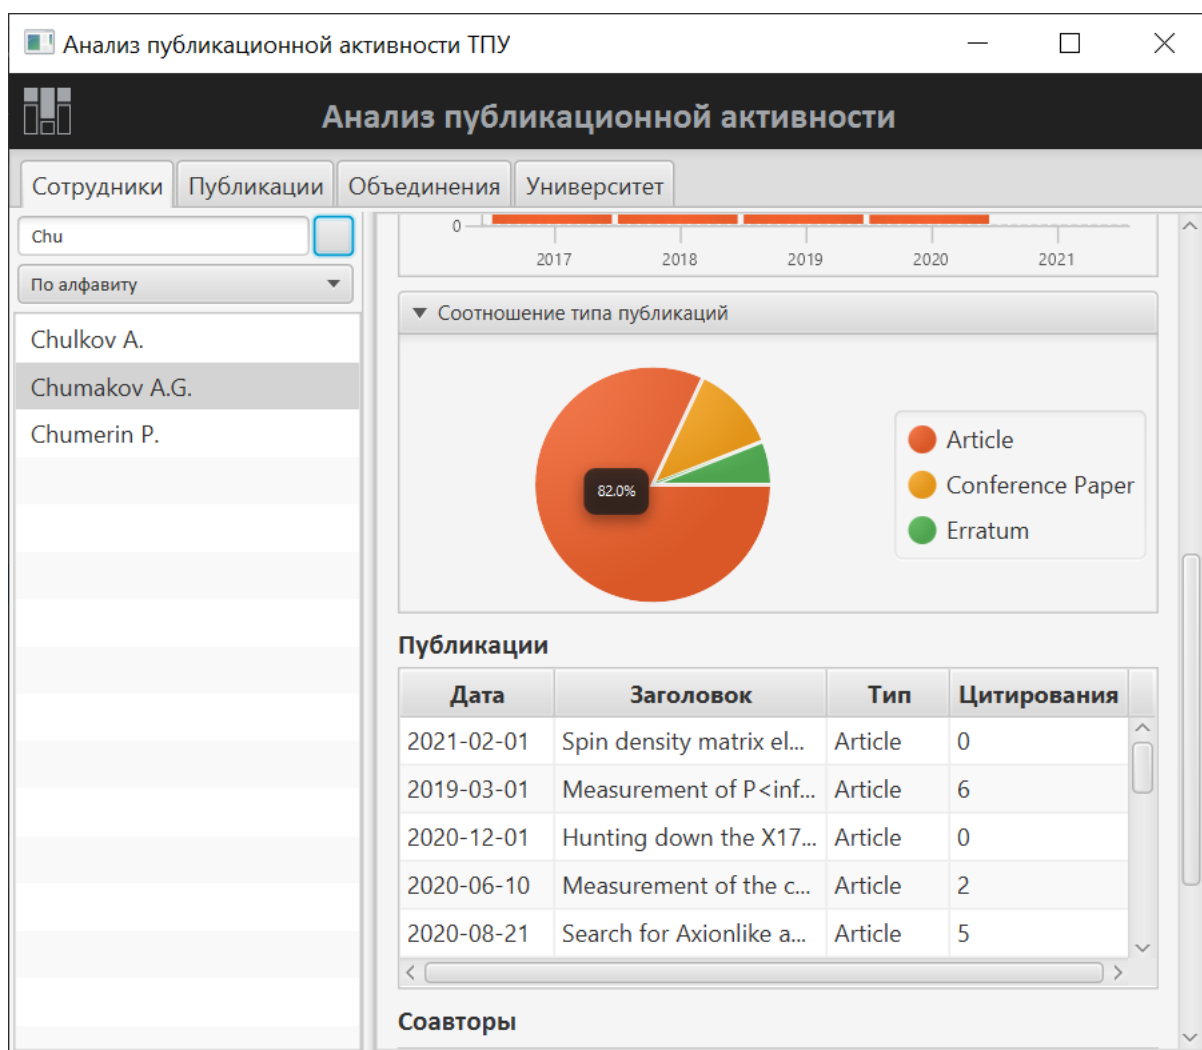 Анализ публикационной активности ТПУ
Анализ публикационной активности
Сотрудники Публикации Объединения Университет
Chu
По алфавиту
Chulkov A.
Chumakov A.G.
Chumerin P.
0
2017 2018 2019 2020 2021
Соотношение типа публикаций
82.0%
Article
Conference Paper
Erratum
Публикации
Дата Заголовок Тип Цитирования
2021-02-01 Spin density matrix el... Article 0
2019-03-01 Measurement of P<inf... Article 6
2020-12-01 Hunting down the X17... Article 0
2020-06-10 Measurement of the c... Article 2
2020-08-21 Search for Axionlike a... Article 5
Соавторы